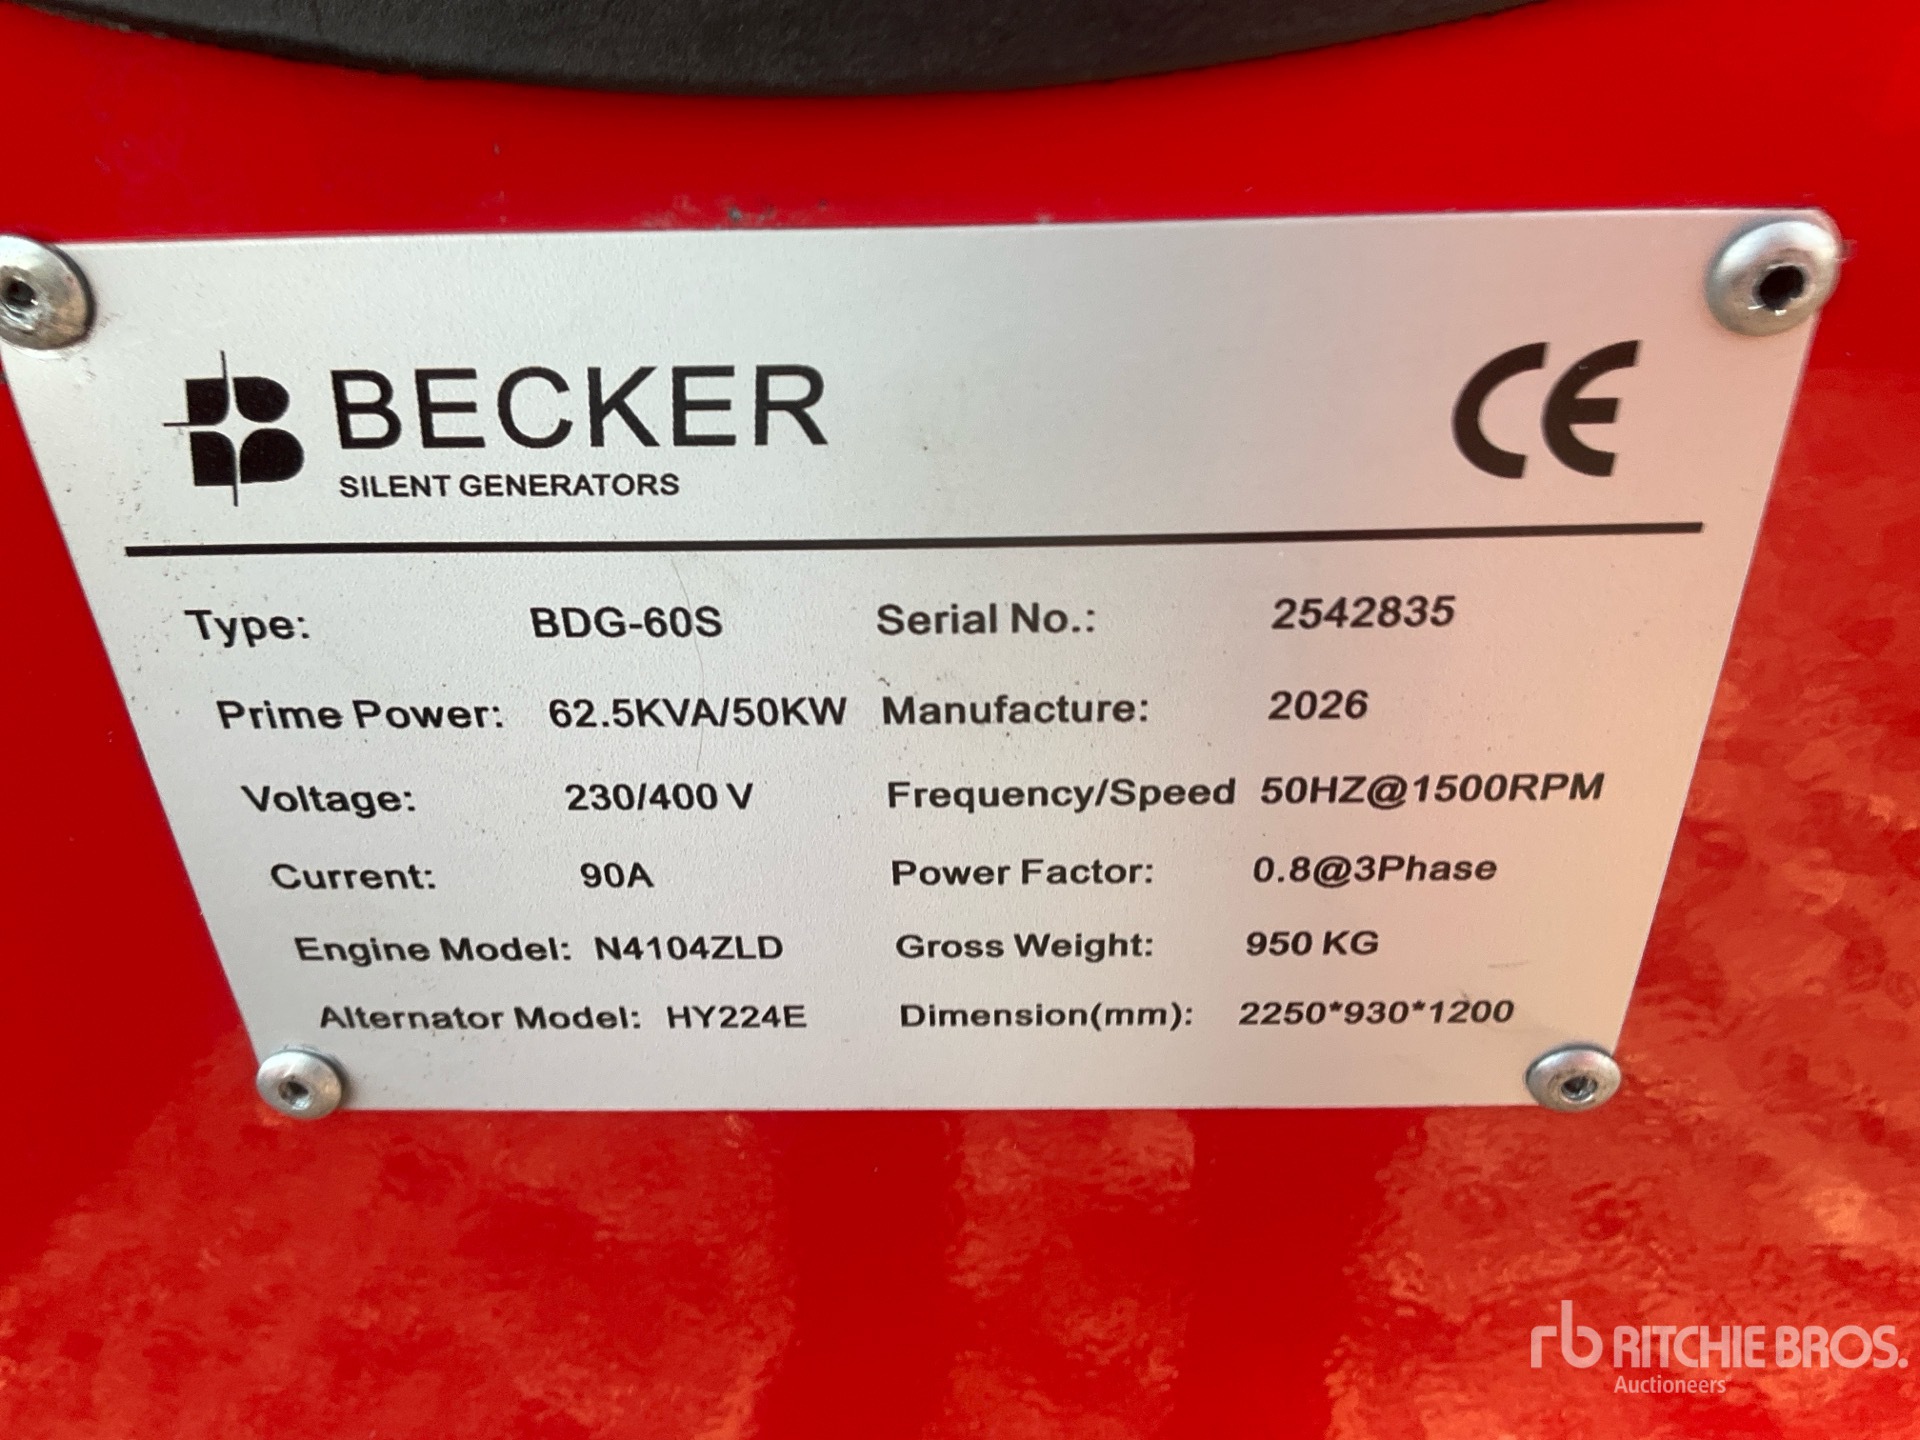 BECKER
SILENT GENERATORS
CE
Type: BDG-60S Serial No.: 2542835
Prime Power: 62.5KVA/50KW Manufacture: 2026
Voltage: 230/400 V Frequency/Speed 50HZ@1500RPM
Current: 90A Power Factor: 0.8@3Phase
Engine Model: N4104ZLD Gross Weight: 950 KG
Alternator Model: HY224E Dimension(mm): 2250*930*1200
rb RITCHIE BROS.
Auctioneers